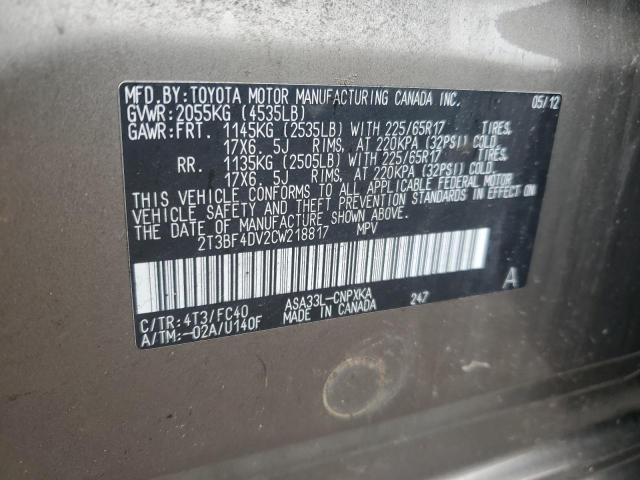 MFD.BY:TOYOTA MOTOR MANUFACTURING CANADA INC. 05/12
GVWR:2055KG (4535LB)
GAWR:FRT. 1145KG (2535LB) WITH 225/65R17 TIRES,
17X6.5J RIMS, AT 220KPA (32PSI) COLD.
RR. 1135KG (2505LB) WITH 225/65R17 TIRES,
17X6.5J RIMS, AT 220KPA (32PSI) COLD.
THIS VEHICLE CONFORMS TO ALL APPLICABLE FEDERAL MOTOR
VEHICLE SAFETY AND THEFT PREVENTION STANDARDS IN EFFECT ON
THE DATE OF MANUFACTURE SHOWN ABOVE.
2T3BF4DV2CW218817 MPV
A
C/TR:4T3/FC40 ASA33L-CNPXKA 247
A/TM:-02A/U140F MADE IN CANADA